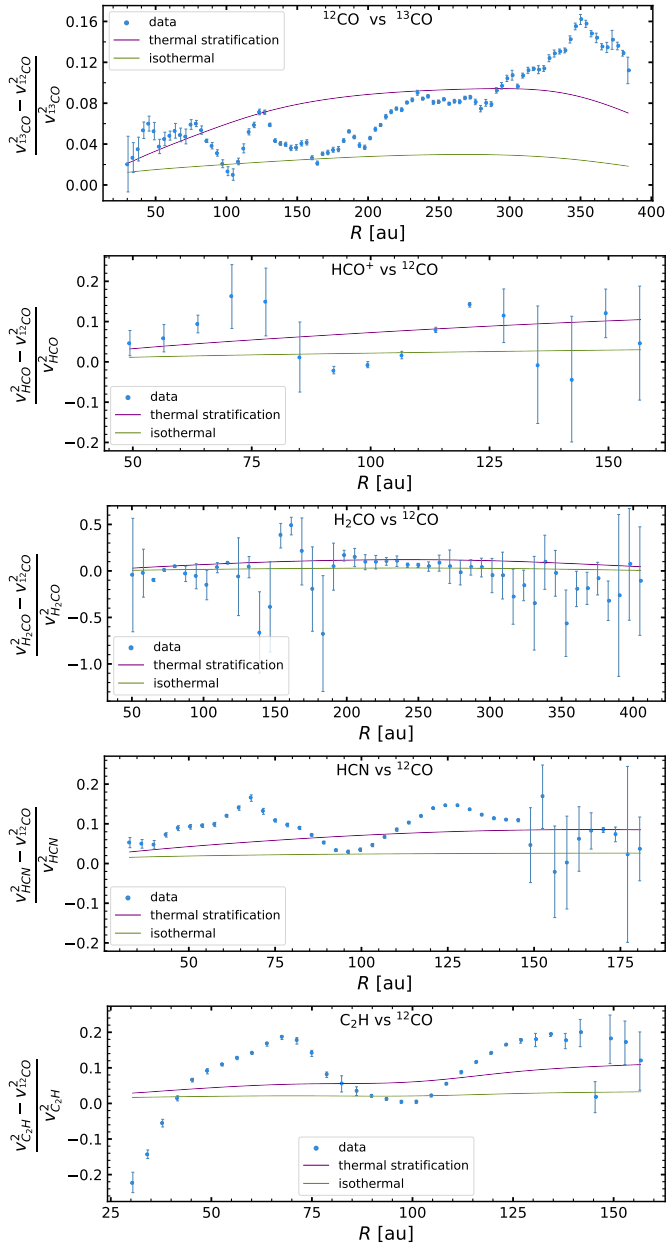 ¹²CO vs ¹³CO
data
thermal stratification
isothermal
v²₁₃CO − v²₁₂CO
v²₁₃CO
0.00
0.04
0.08
0.12
0.16
50 100 150 200 250 300 350 400
R [au]
HCO⁺ vs ¹²CO
v²HCO − v²₁₂CO
v²HCO
0.2
0.1
0.0
−0.1
−0.2
data
thermal stratification
isothermal
50 75 100 125 150
R [au]
H₂CO vs ¹²CO
v²H₂CO − v²₁₂CO
v²H₂CO
0.5
0.0
−0.5
−1.0
data
thermal stratification
isothermal
50 100 150 200 250 300 350 400
R [au]
HCN vs ¹²CO
v²HCN − v²₁₂CO
v²HCN
0.2
0.1
0.0
−0.1
−0.2
data
thermal stratification
isothermal
50 75 100 125 150 175
R [au]
C₂H vs ¹²CO
v²C₂H − v²₁₂CO
v²C₂H
0.2
0.1
0.0
−0.1
−0.2
data
thermal stratification
isothermal
25 50 75 100 125 150
R [au]